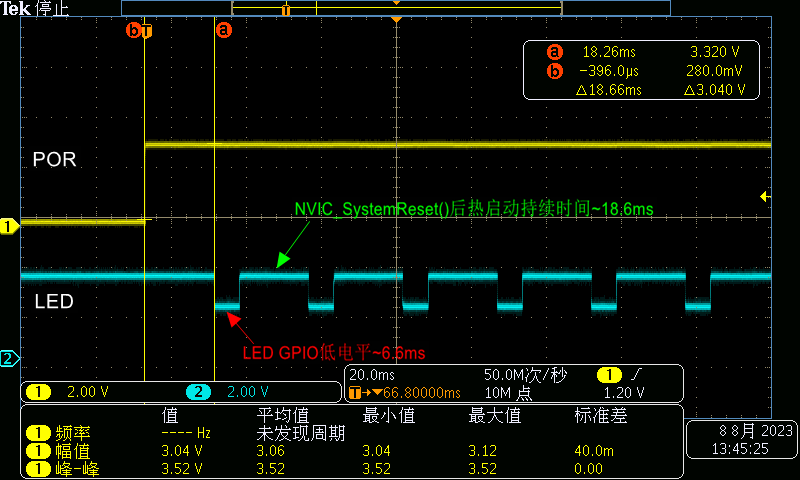 Tek 停止
b T a
T
a 18.26ms 3.320 V
b −396.0µs 280.0mV
△18.66ms △3.040 V
POR
1
NVIC_SystemReset()后热启动持续时间~18.6ms
LED
LED GPIO低电平~6.6ms
2
1 2.00 V 2 2.00 V
20.0ms 50.0M次/秒 1
T→▼66.80000ms 10M 点 1.20 V
值 平均值 最小值 最大值 标准差
1 频率 ---- Hz 未发现周期
1 幅值 3.04 V 3.06 3.04 3.12 40.0m
1 峰-峰 3.52 V 3.52 3.52 3.52 0.00
8 8月 2023
13:45:25